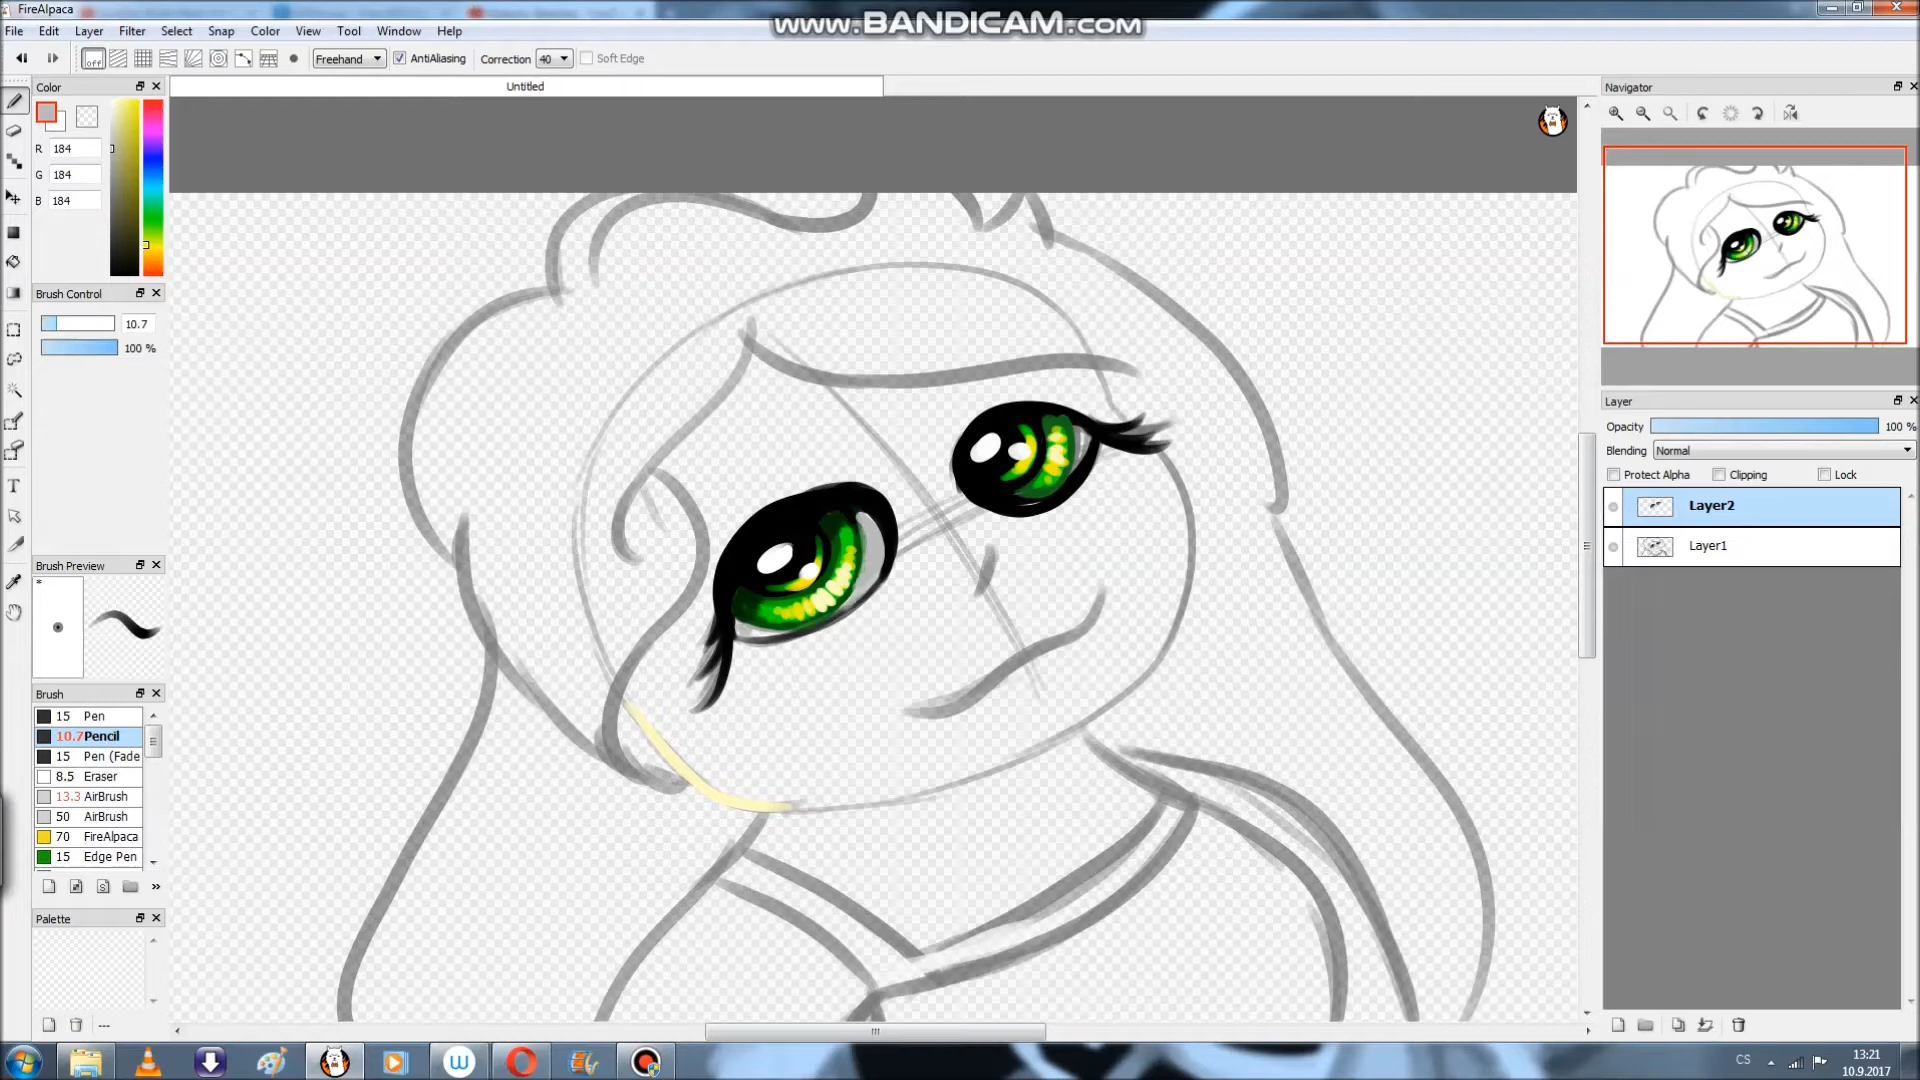 FireAlpaca
www.BANDICAM.com
File Edit Layer Filter Select Snap Color View Tool Window Help
off Freehand AntiAliasing Correction 40 Soft Edge
Untitled
Color
R 184
G 184
B 184
Brush Control
10.7
100 %
Brush Preview
*
Brush
15 Pen
10.7 Pencil
15 Pen (Fade
8.5 Eraser
13.3 AirBrush
50 AirBrush
70 FireAlpaca
15 Edge Pen
Palette
---
Navigator
Layer
Opacity 100 %
Blending Normal
Protect Alpha Clipping Lock
Layer2
Layer1
CS
13:21
10.9.2017